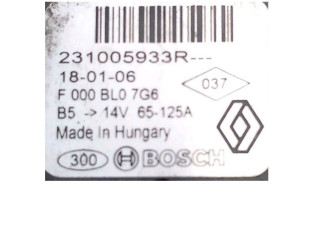 231005933R---
18-01-06
037
F 000 BL0 7G6
B5 -> 14V 65-125A
Made in Hungary
300 BOSCH